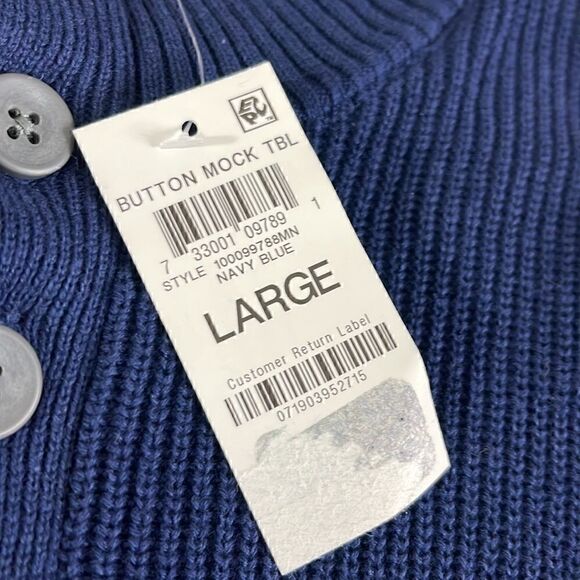 BUTTON MOCK TBL
7 33001 09789 1
STYLE 100099788MN
NAVY BLUE
LARGE
Customer Return Label
071903952715